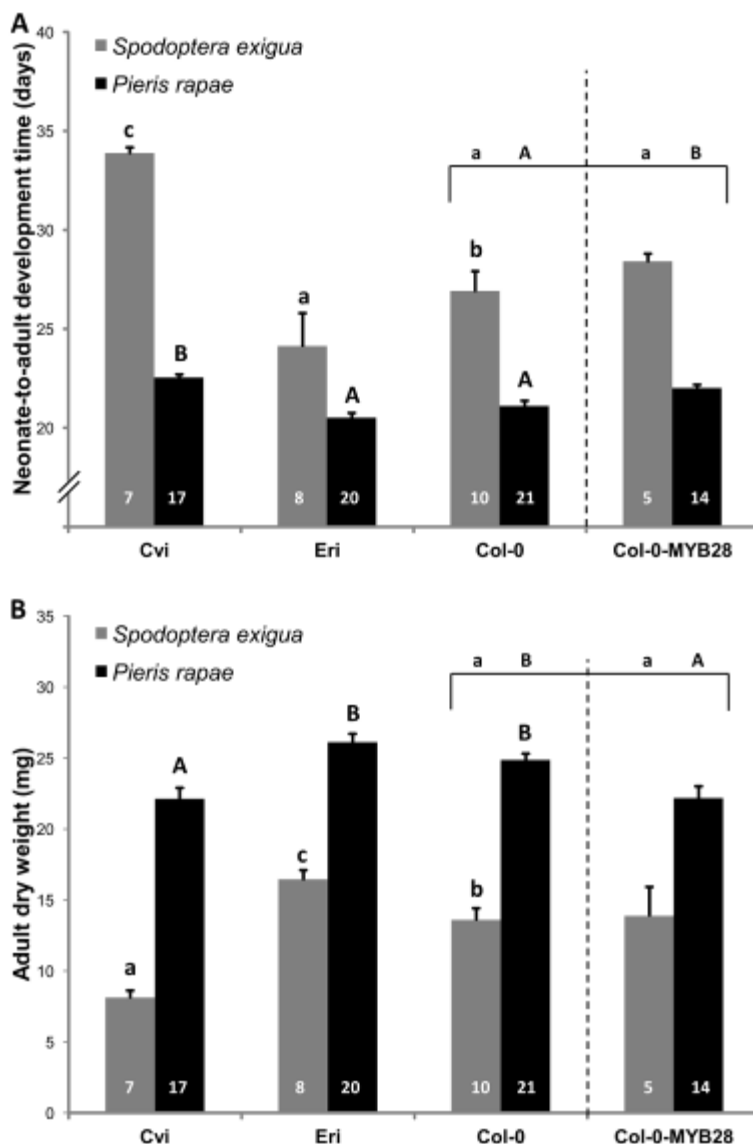 A
Neonate-to-adult development time (days)
40
35
30
25
20
Spodoptera exigua
Pieris rapae
c
B
a
A
b
A
a A a B
7 17 8 20 10 21 5 14
Cvi Eri Col-0 Col-0-MYB28
B
Adult dry weight (mg)
35
30
25
20
15
10
5
0
Spodoptera exigua
Pieris rapae
a
A
c
B
b
B
a B a A
7 17 8 20 10 21 5 14
Cvi Eri Col-0 Col-0-MYB28